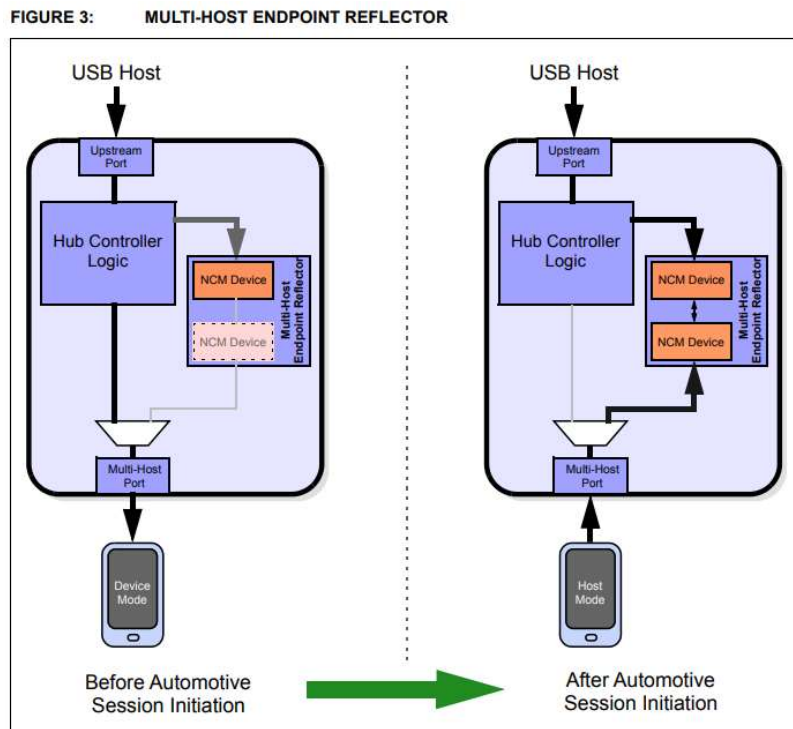 FIGURE 3: MULTI-HOST ENDPOINT REFLECTOR
USB Host
Upstream
Port
Hub Controller
Logic
NCM Device
NCM Device
Multi-Host
Endpoint Reflector
Multi-Host
Port
Device
Mode
Before Automotive
Session Initiation
USB Host
Upstream
Port
Hub Controller
Logic
NCM Device
NCM Device
Multi-Host
Endpoint Reflector
Multi-Host
Port
Host
Mode
After Automotive
Session Initiation